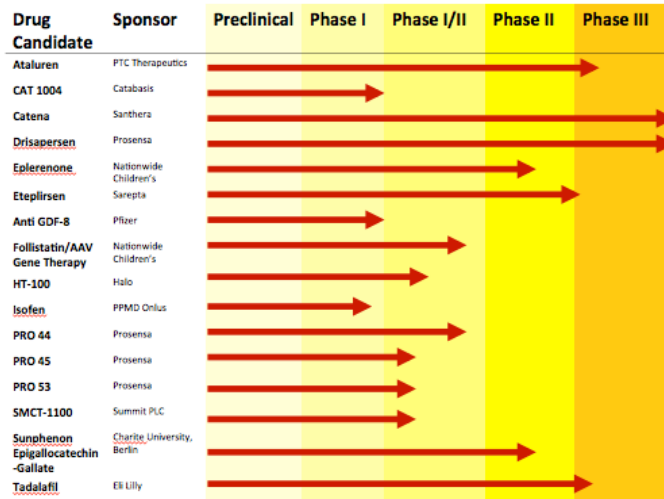 Drug Candidate Sponsor Preclinical Phase I Phase I/II Phase II Phase III
Ataluren PTC Therapeutics
CAT 1004 Catabasis
Catena Santhera
Drisapersen Prosensa
Eplerenone Nationwide Children's
Eteplirsen Sarepta
Anti GDF-8 Pfizer
Follistatin/AAV Gene Therapy Nationwide Children's
HT-100 Halo
Isofen PPMD Onlus
PRO 44 Prosensa
PRO 45 Prosensa
PRO 53 Prosensa
SMCT-1100 Summit PLC
Sunphenon Epigallocatechin -Gallate Charite University, Berlin
Tadalafil Eli Lilly